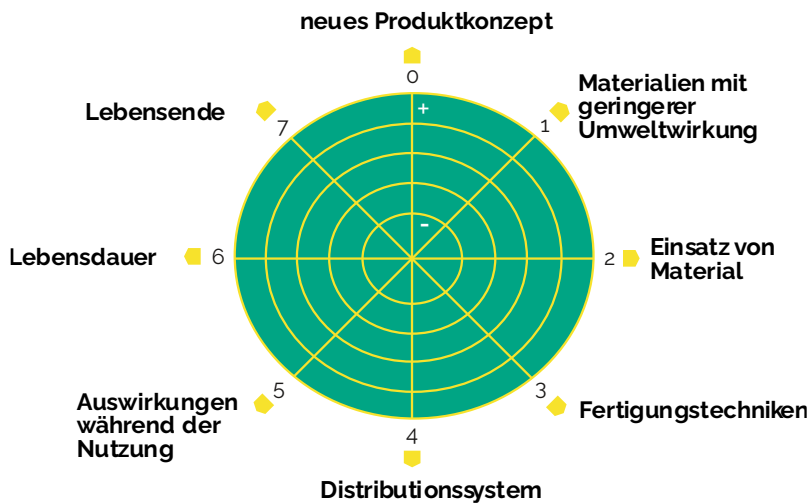 neues Produktkonzept
0
+
Materialien mit
geringerer
Umweltwirkung
1
Lebensende
7
-
Lebensdauer
6
2
Einsatz von
Material
Auswirkungen
während der
Nutzung
5
3
Fertigungstechniken
4
Distributionssystem